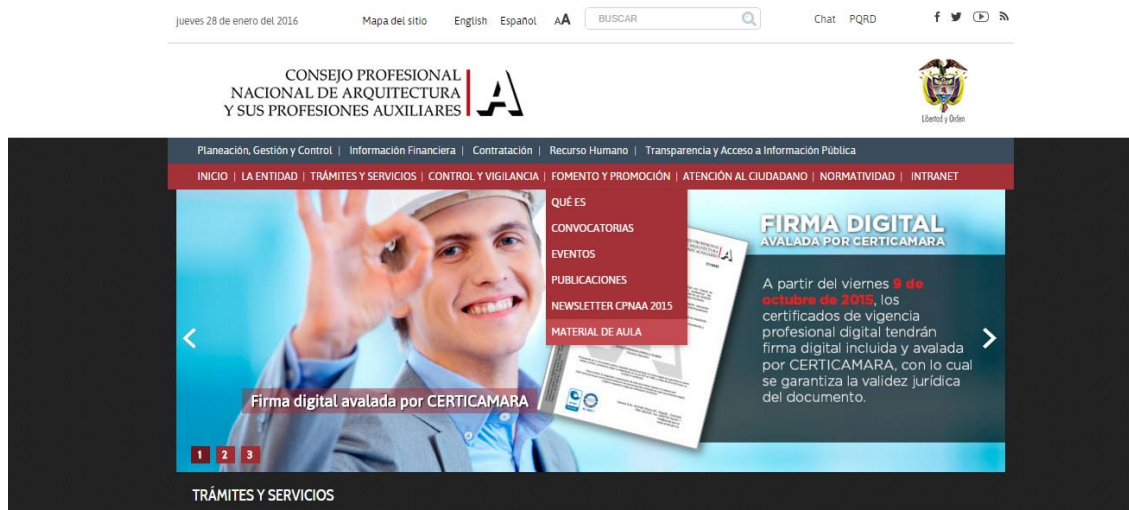 jueves 28 de enero del 2016 Mapa del sitio English Español AA BUSCAR Chat PQRD
CONSEJO PROFESIONAL
NACIONAL DE ARQUITECTURA
Y SUS PROFESIONES AUXILIARES
Libertad y Orden
Planeación, Gestión y Control | Información Financiera | Contratación | Recurso Humano | Transparencia y Acceso a Información Pública
INICIO | LA ENTIDAD | TRÁMITES Y SERVICIOS | CONTROL Y VIGILANCIA | FOMENTO Y PROMOCIÓN | ATENCIÓN AL CIUDADANO | NORMATIVIDAD | INTRANET
QUÉ ES
CONVOCATORIAS
EVENTOS
PUBLICACIONES
NEWSLETTER CPNAA 2015
MATERIAL DE AULA
FIRMA DIGITAL
AVALADA POR CERTICAMARA
A partir del viernes 9 de
octubre de 2015, los
certificados de vigencia
profesional digital tendrán
firma digital incluida y avalada
por CERTICAMARA, con lo cual
se garantiza la validez jurídica
del documento.
Firma digital avalada por CERTICAMARA
1 2 3
TRÁMITES Y SERVICIOS